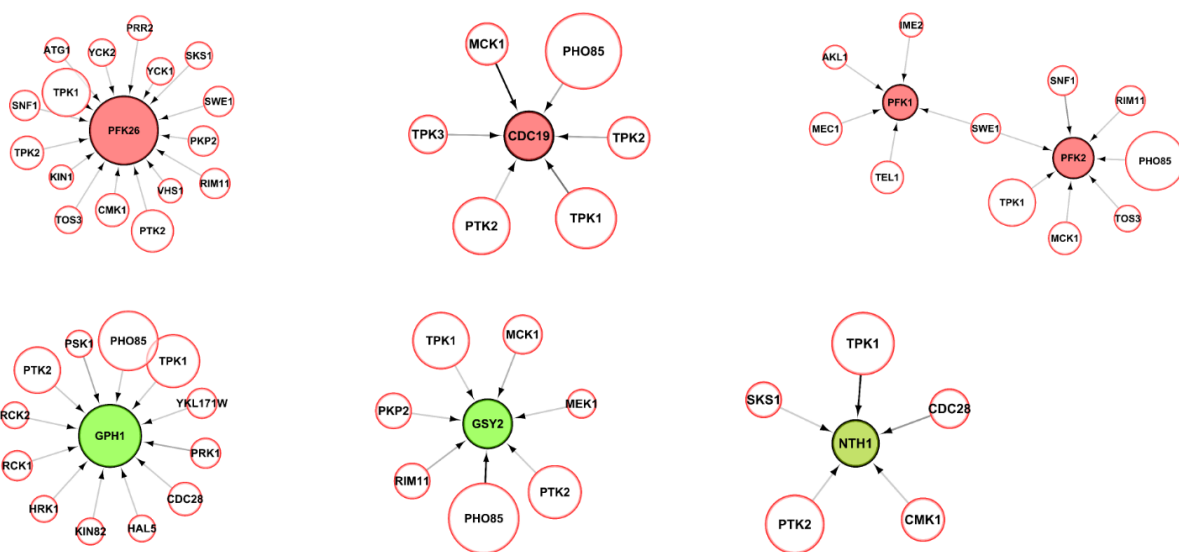 PRR2
ATG1
YCK2
SKS1
YCK1
TPK1
SNF1
SWE1
PFK26
PKP2
TPK2
KIN1
RIM11
VHS1
CMK1
TOS3
PTK2
MCK1
PHO85
TPK3
CDC19
TPK2
PTK2
TPK1
IME2
AKL1
SNF1
PFK1
RIM11
MEC1
SWE1
PFK2
PHO85
TEL1
TPK1
TOS3
MCK1
PSK1
PHO85
TPK1
PTK2
YKL171W
RCK2
GPH1
PRK1
RCK1
CDC28
HRK1
KIN82
HAL5
TPK1
MCK1
PKP2
MEK1
GSY2
RIM11
PTK2
PHO85
TPK1
SKS1
CDC28
NTH1
PTK2
CMK1